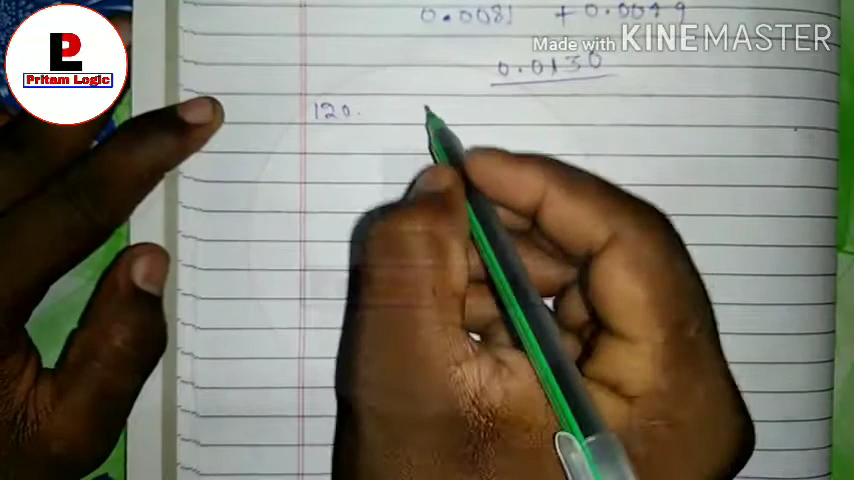 0.0081 + 0.0049
Made with KINEMASTER
0.0130
P
Pritam Logic
120.